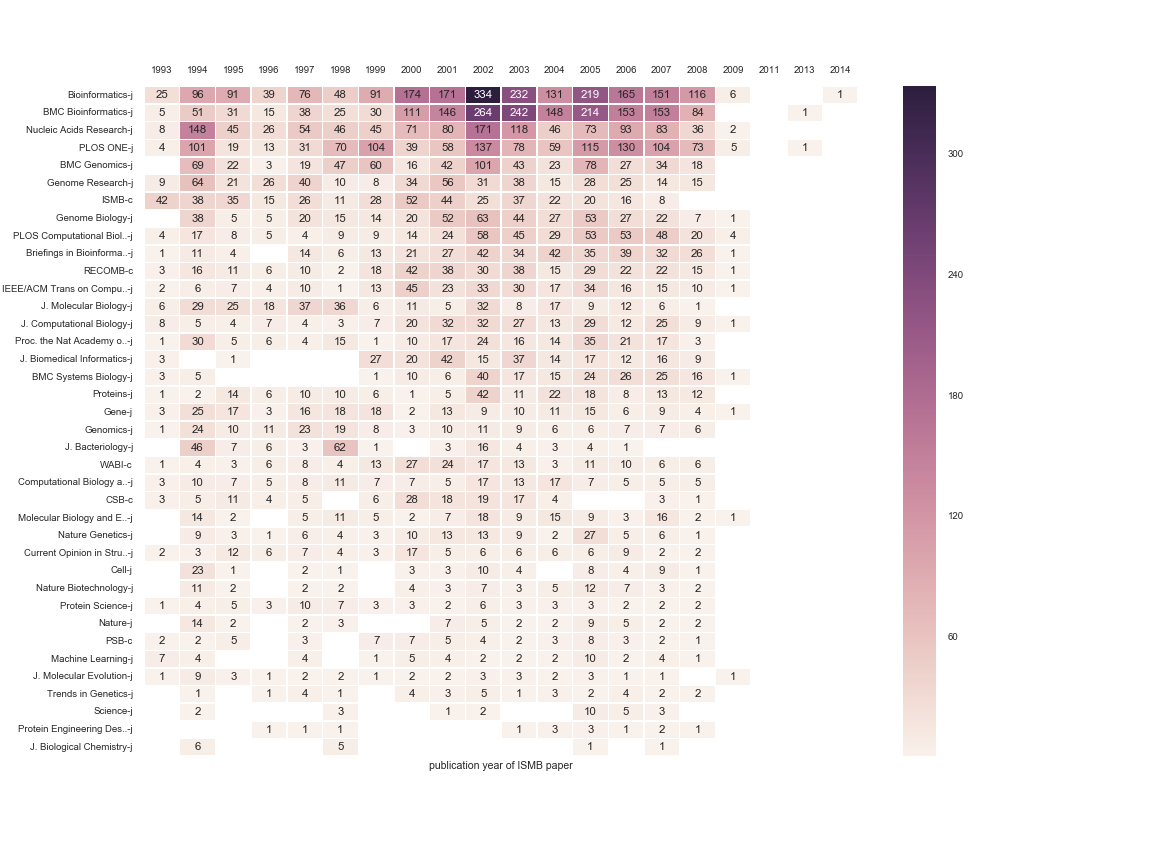 1993 1994 1995 1996 1997 1998 1999 2000 2001 2002 2003 2004 2005 2006 2007 2008 2009 2011 2013 2014
Bioinformatics-j 25 96 91 39 76 48 91 174 171 334 232 131 219 165 151 116 6 1
BMC Bioinformatics-j 5 51 31 15 38 25 30 111 146 264 242 148 214 153 153 84 1
Nucleic Acids Research-j 8 148 45 26 54 46 45 71 80 171 118 46 73 93 83 36 2
PLOS ONE-j 4 101 19 13 31 70 104 39 58 137 78 59 115 130 104 73 5 1
BMC Genomics-j 69 22 3 19 47 60 16 42 101 43 23 78 27 34 18
Genome Research-j 9 64 21 26 40 10 8 34 56 31 38 15 28 25 14 15
ISMB-c 42 38 35 15 26 11 28 52 44 25 37 22 20 16 8
Genome Biology-j 38 5 5 20 15 14 20 52 63 44 27 53 27 22 7 1
PLOS Computational Biol..-j 4 17 8 5 4 9 9 14 24 58 45 29 53 53 48 20 4
Briefings in Bioinforma..-j 1 11 4 14 6 13 21 27 42 34 42 35 39 32 26 1
RECOMB-c 3 16 11 6 10 2 18 42 38 30 38 15 29 22 22 15 1
IEEE/ACM Trans on Compu..-j 2 6 7 4 10 1 13 45 23 33 30 17 34 16 15 10 1
J. Molecular Biology-j 6 29 25 18 37 36 6 11 5 32 8 17 9 12 6 1
J. Computational Biology-j 8 5 4 7 4 3 7 20 32 32 27 13 29 12 25 9 1
Proc. the Nat Academy o..-j 1 30 5 6 4 15 1 10 17 24 16 14 35 21 17 3
J. Biomedical Informatics-j 3 1 27 20 42 15 37 14 17 12 16 9
BMC Systems Biology-j 3 5 1 10 6 40 17 15 24 26 25 16 1
Proteins-j 1 2 14 6 10 10 6 1 5 42 11 22 18 8 13 12
Gene-j 3 25 17 3 16 18 18 2 13 9 10 11 15 6 9 4 1
Genomics-j 1 24 10 11 23 19 8 3 10 11 9 6 6 7 7 6
J. Bacteriology-j 46 7 6 3 62 1 3 16 4 3 4 1
WABI-c 1 4 3 6 8 4 13 27 24 17 13 3 11 10 6 6
Computational Biology a..-j 3 10 7 5 8 11 7 7 5 17 13 17 7 5 5 5
CSB-c 3 5 11 4 5 6 28 18 19 17 4 3 1
Molecular Biology and E..-j 14 2 5 11 5 2 7 18 9 15 9 3 16 2 1
Nature Genetics-j 9 3 1 6 4 3 10 13 13 9 2 27 5 6 1
Current Opinion in Stru..-j 2 3 12 6 7 4 3 17 5 6 6 6 6 9 2 2
Cell-j 23 1 2 1 3 3 10 4 8 4 9 1
Nature Biotechnology-j 11 2 2 2 4 3 7 3 5 12 7 3 2
Protein Science-j 1 4 5 3 10 7 3 3 2 6 3 3 3 2 2 2
Nature-j 14 2 2 3 7 5 2 2 9 5 2 2
PSB-c 2 2 5 3 7 7 5 4 2 3 8 3 2 1
Machine Learning-j 7 4 4 1 5 4 2 2 2 10 2 4 1
J. Molecular Evolution-j 1 9 3 1 2 2 1 2 2 3 3 2 3 1 1 1
Trends in Genetics-j 1 1 4 1 4 3 5 1 3 2 4 2 2
Science-j 2 3 1 2 10 5 3
Protein Engineering Des..-j 1 1 1 1 3 3 1 2 1
J. Biological Chemistry-j 6 5 1 1
publication year of ISMB paper
300
240
180
120
60